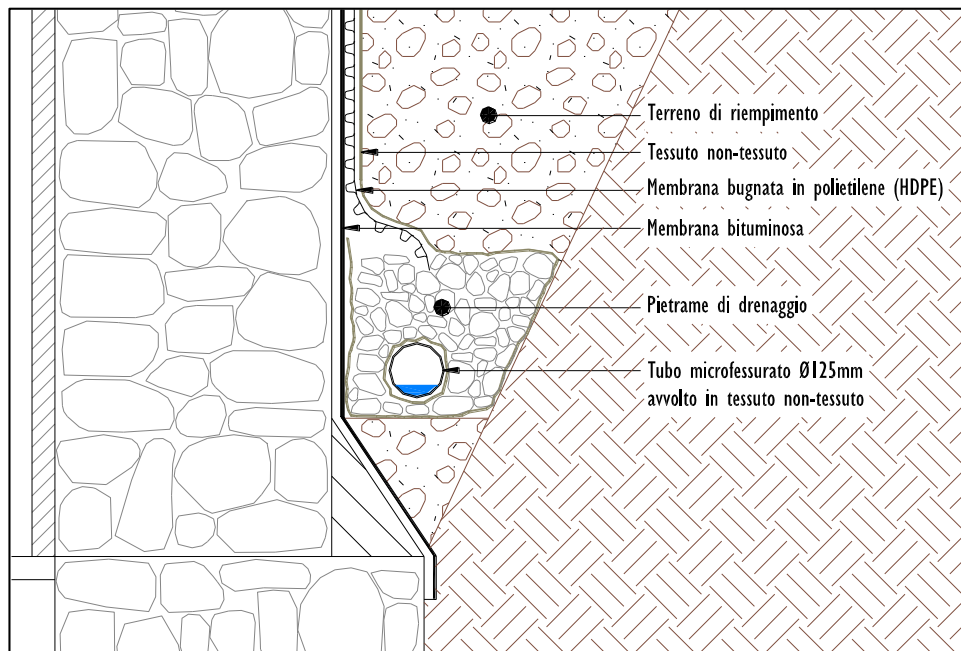 Terreno di riempimento
Tessuto non-tessuto
Membrana bugnata in polietilene (HDPE)
Membrana bituminosa
Pietrame di drenaggio
Tubo microfessurato Ø125mm
avvolto in tessuto non-tessuto